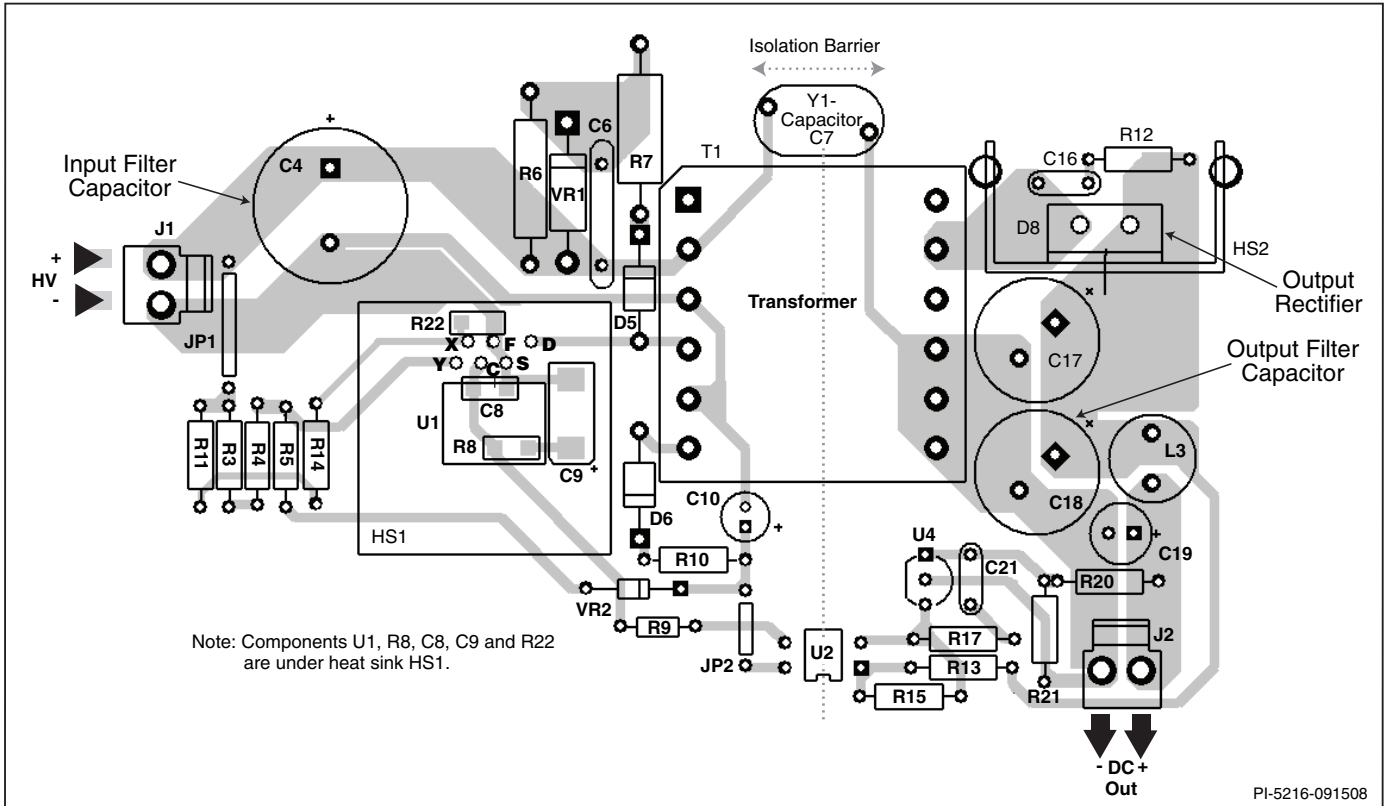 Isolation Barrier
Y1-
Capacitor
C7
+
C4
Input Filter
Capacitor
R6
VR1
C6
R7
T1
R12
C16
D8
HS2
Output
Rectifier
J1
+
HV
-
JP1
Transformer
D5
R22
X
F
D
Y
C
S
U1
C8
R8
C9
+
C17
Output Filter
Capacitor
C18
L3
R11
R3
R4
R5
R14
HS1
D6
C10
+
R10
U4
C21
C19
+
R20
VR2
R9
JP2
U2
R17
R13
R15
R21
J2
Note: Components U1, R8, C8, C9 and R22
are under heat sink HS1.
- DC +
Out
PI-5216-091508